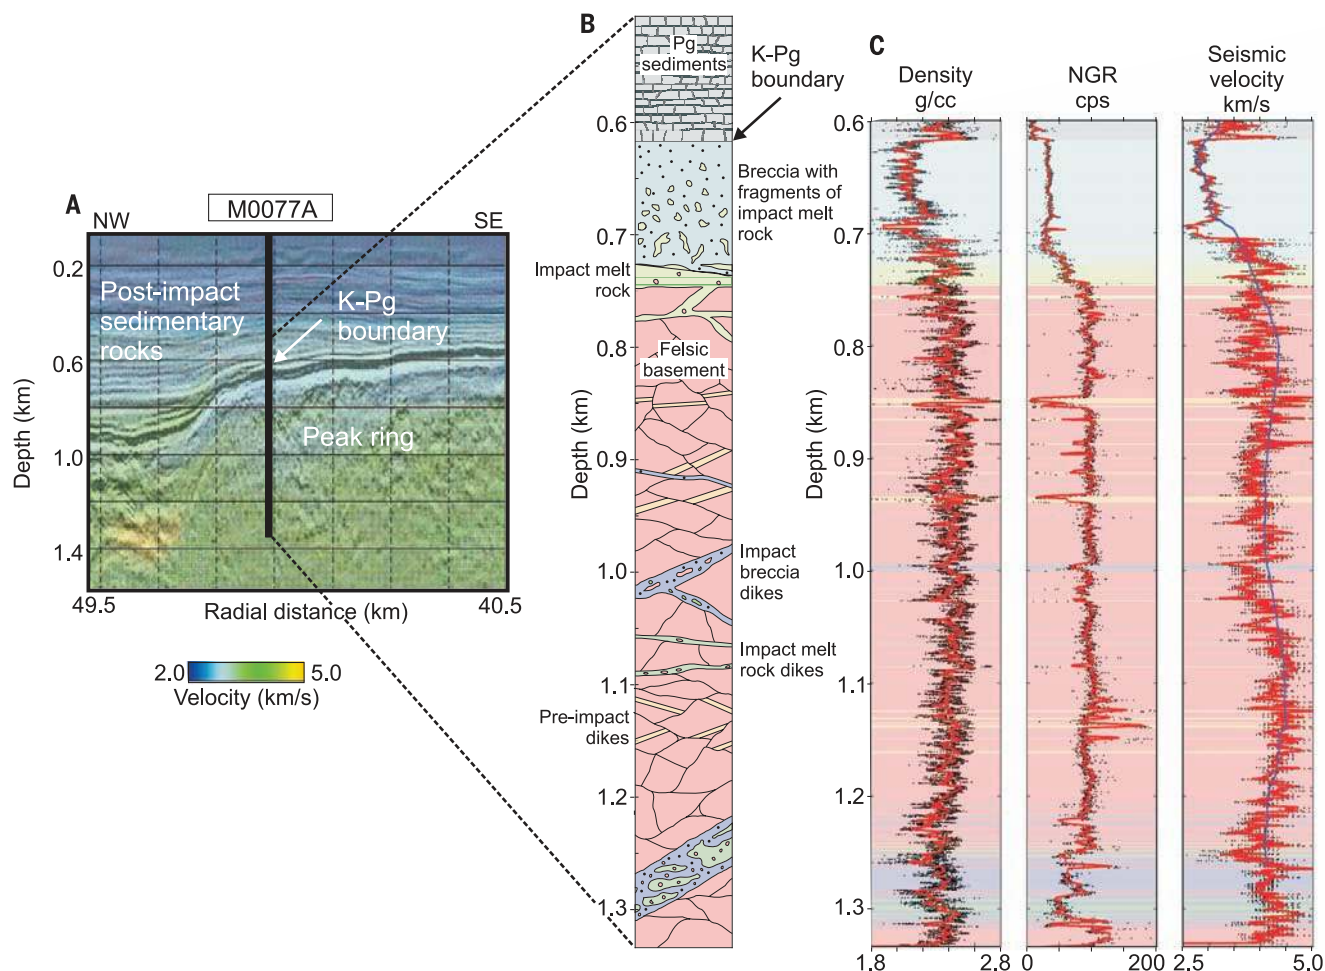 A
NW
M0077A
SE
Post-impact
sedimentary
rocks
K-Pg
boundary
Peak ring
Depth (km)
0.2
0.6
1.0
1.4
49.5
Radial distance (km)
40.5
2.0
5.0
Velocity (km/s)
B
Pg
sediments
K-Pg
boundary
Breccia with
fragments of
impact melt
rock
Impact melt
rock
Felsic
basement
Impact
breccia
dikes
Impact melt
rock dikes
Pre-impact
dikes
Depth (km)
0.6
0.7
0.8
0.9
1.0
1.1
1.2
1.3
C
Density
g/cc
NGR
cps
Seismic
velocity
km/s
Depth (km)
0.6
0.7
0.8
0.9
1.0
1.1
1.2
1.3
1.8
2.8
0
200
2.5
5.0